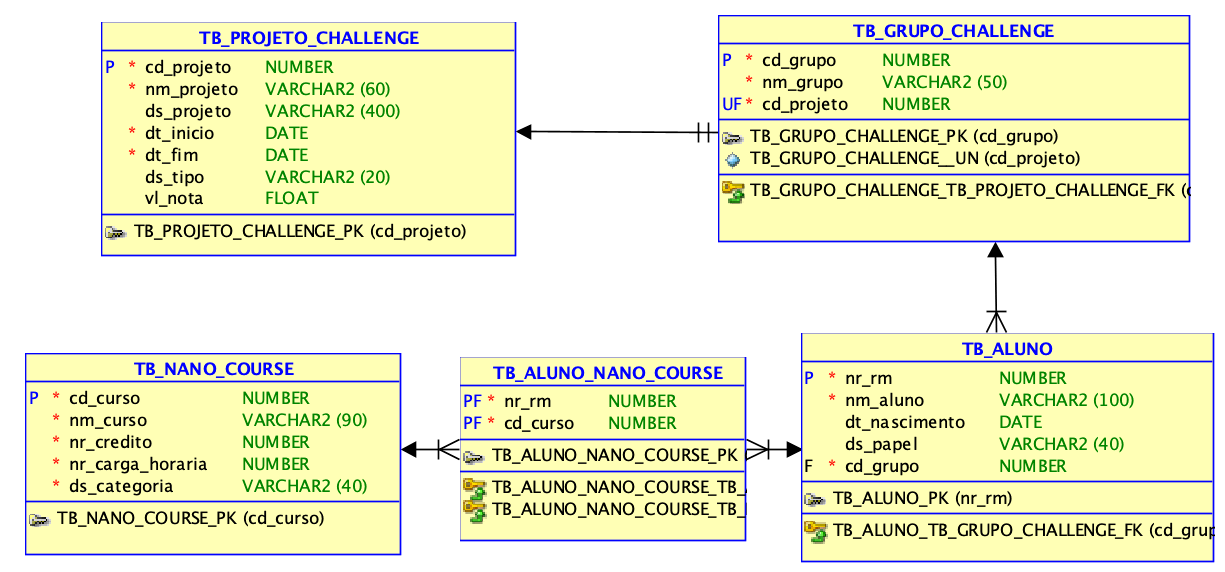 TB_PROJETO_CHALLENGE
P * cd_projeto NUMBER
* nm_projeto VARCHAR2 (60)
ds_projeto VARCHAR2 (400)
* dt_inicio DATE
* dt_fim DATE
ds_tipo VARCHAR2 (20)
vl_nota FLOAT
TB_PROJETO_CHALLENGE_PK (cd_projeto)
TB_GRUPO_CHALLENGE
P * cd_grupo NUMBER
* nm_grupo VARCHAR2 (50)
UF * cd_projeto NUMBER
TB_GRUPO_CHALLENGE_PK (cd_grupo)
TB_GRUPO_CHALLENGE__UN (cd_projeto)
TB_GRUPO_CHALLENGE_TB_PROJETO_CHALLENGE_FK (c
TB_NANO_COURSE
P * cd_curso NUMBER
* nm_curso VARCHAR2 (90)
* nr_credito NUMBER
* nr_carga_horaria NUMBER
* ds_categoria VARCHAR2 (40)
TB_NANO_COURSE_PK (cd_curso)
TB_ALUNO_NANO_COURSE
PF * nr_rm NUMBER
PF * cd_curso NUMBER
TB_ALUNO_NANO_COURSE_PK
TB_ALUNO_NANO_COURSE_TB_
TB_ALUNO_NANO_COURSE_TB_
TB_ALUNO
P * nr_rm NUMBER
* nm_aluno VARCHAR2 (100)
dt_nascimento DATE
ds_papel VARCHAR2 (40)
F * cd_grupo NUMBER
TB_ALUNO_PK (nr_rm)
TB_ALUNO_TB_GRUPO_CHALLENGE_FK (cd_grup